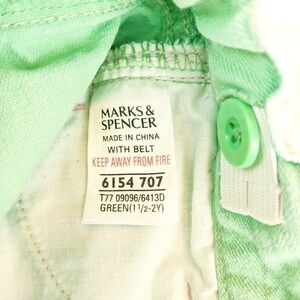 MARKS &
SPENCER
MADE IN CHINA
WITH BELT
KEEP AWAY FROM FIRE
6154 707
T77 09096/6413D
GREEN(1½-2Y)